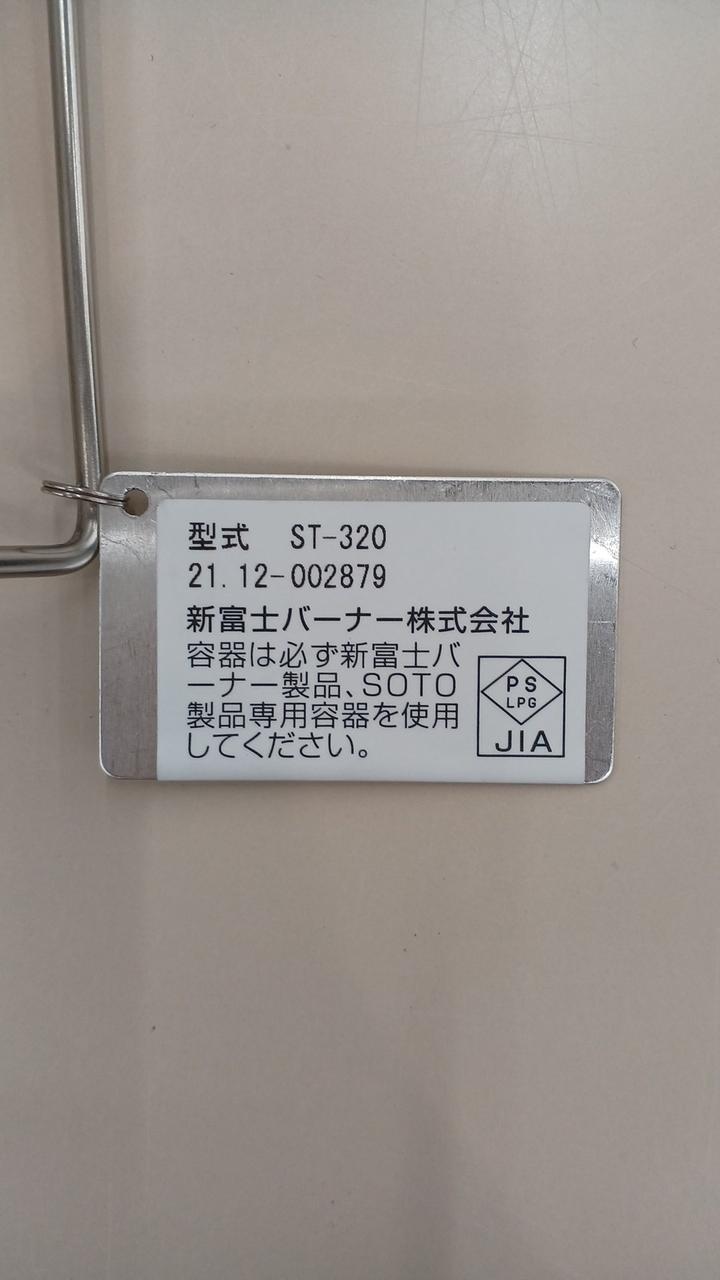 型式 ST-320
21.12-002879
新富士バーナー株式会社
容器は必ず新富士バ
ーナー製品、SOTO
製品専用容器を使用
してください。
PS
LPG
JIA